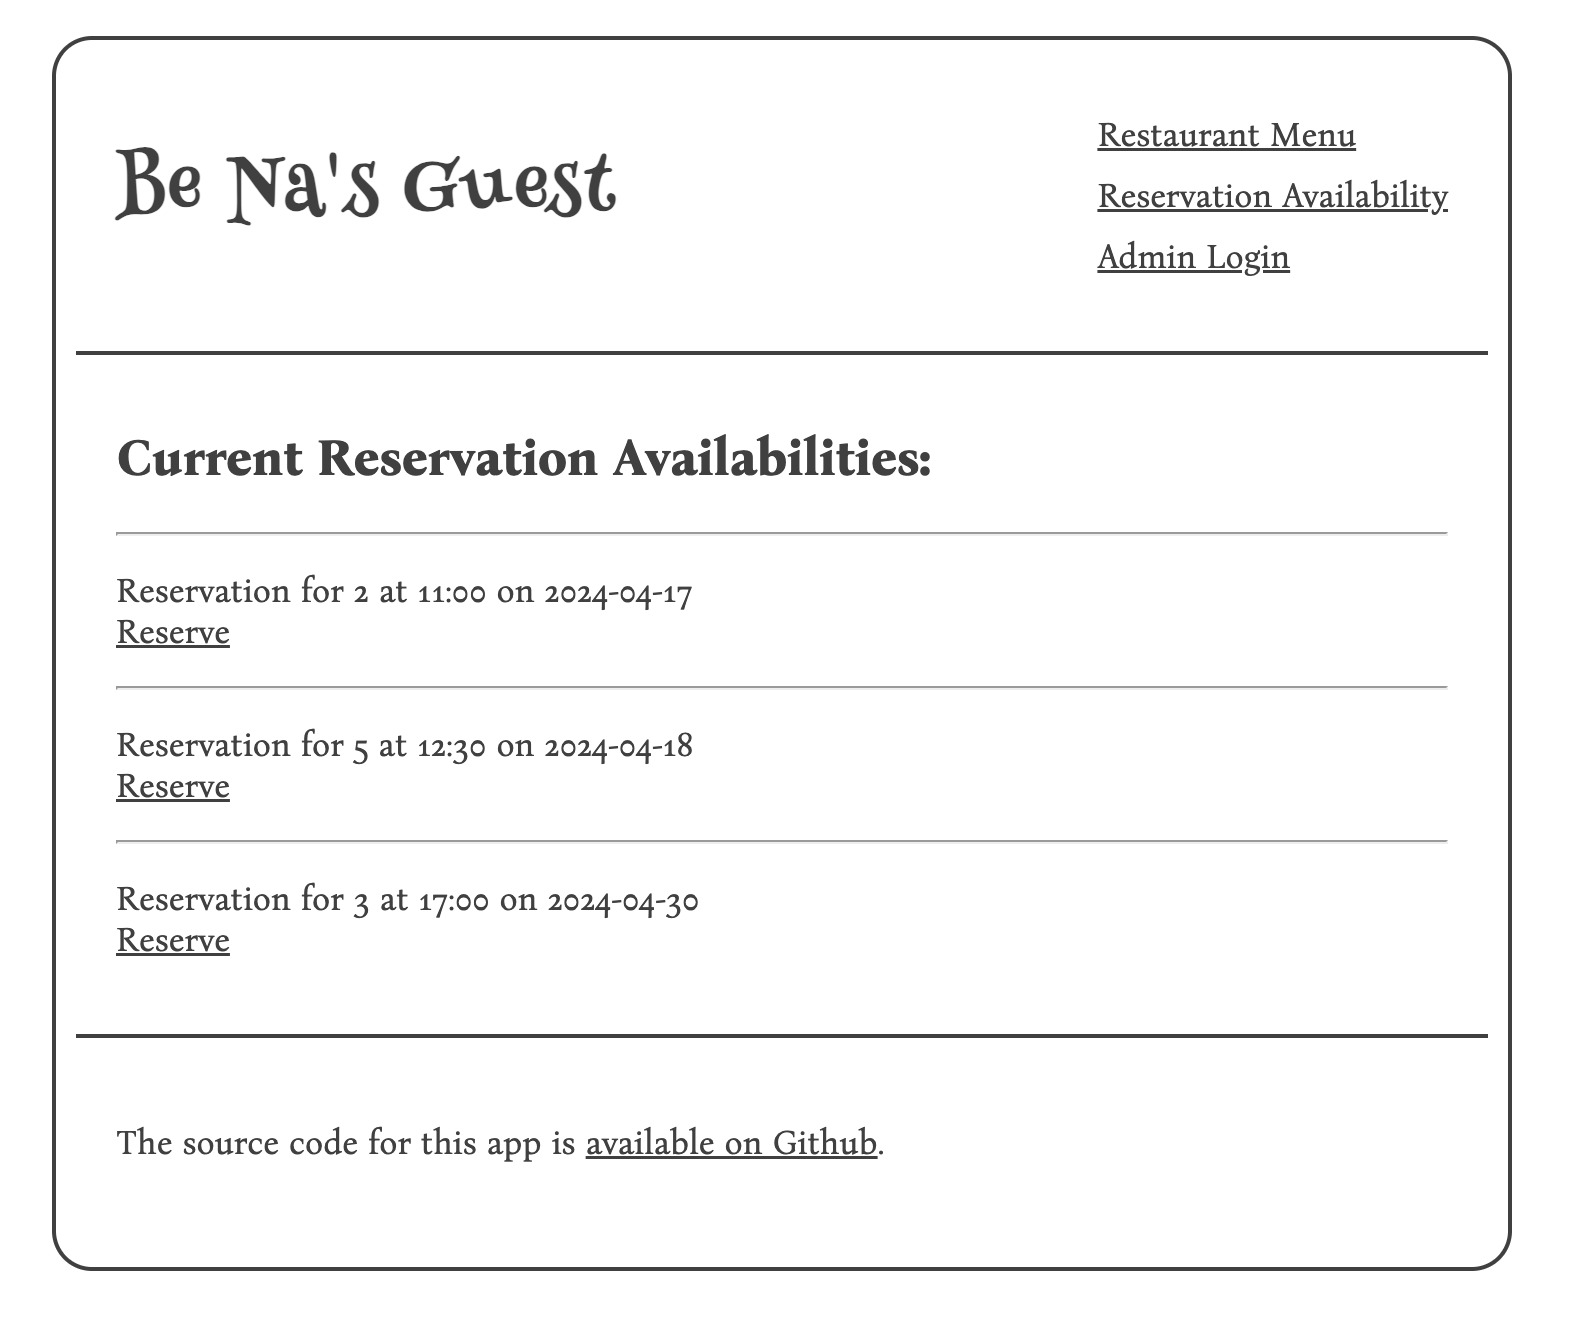 Be Na's Guest
Restaurant Menu
Reservation Availability
Admin Login
Current Reservation Availabilities:
Reservation for 2 at 11:00 on 2024-04-17
Reserve
Reservation for 5 at 12:30 on 2024-04-18
Reserve
Reservation for 3 at 17:00 on 2024-04-30
Reserve
The source code for this app is available on Github.